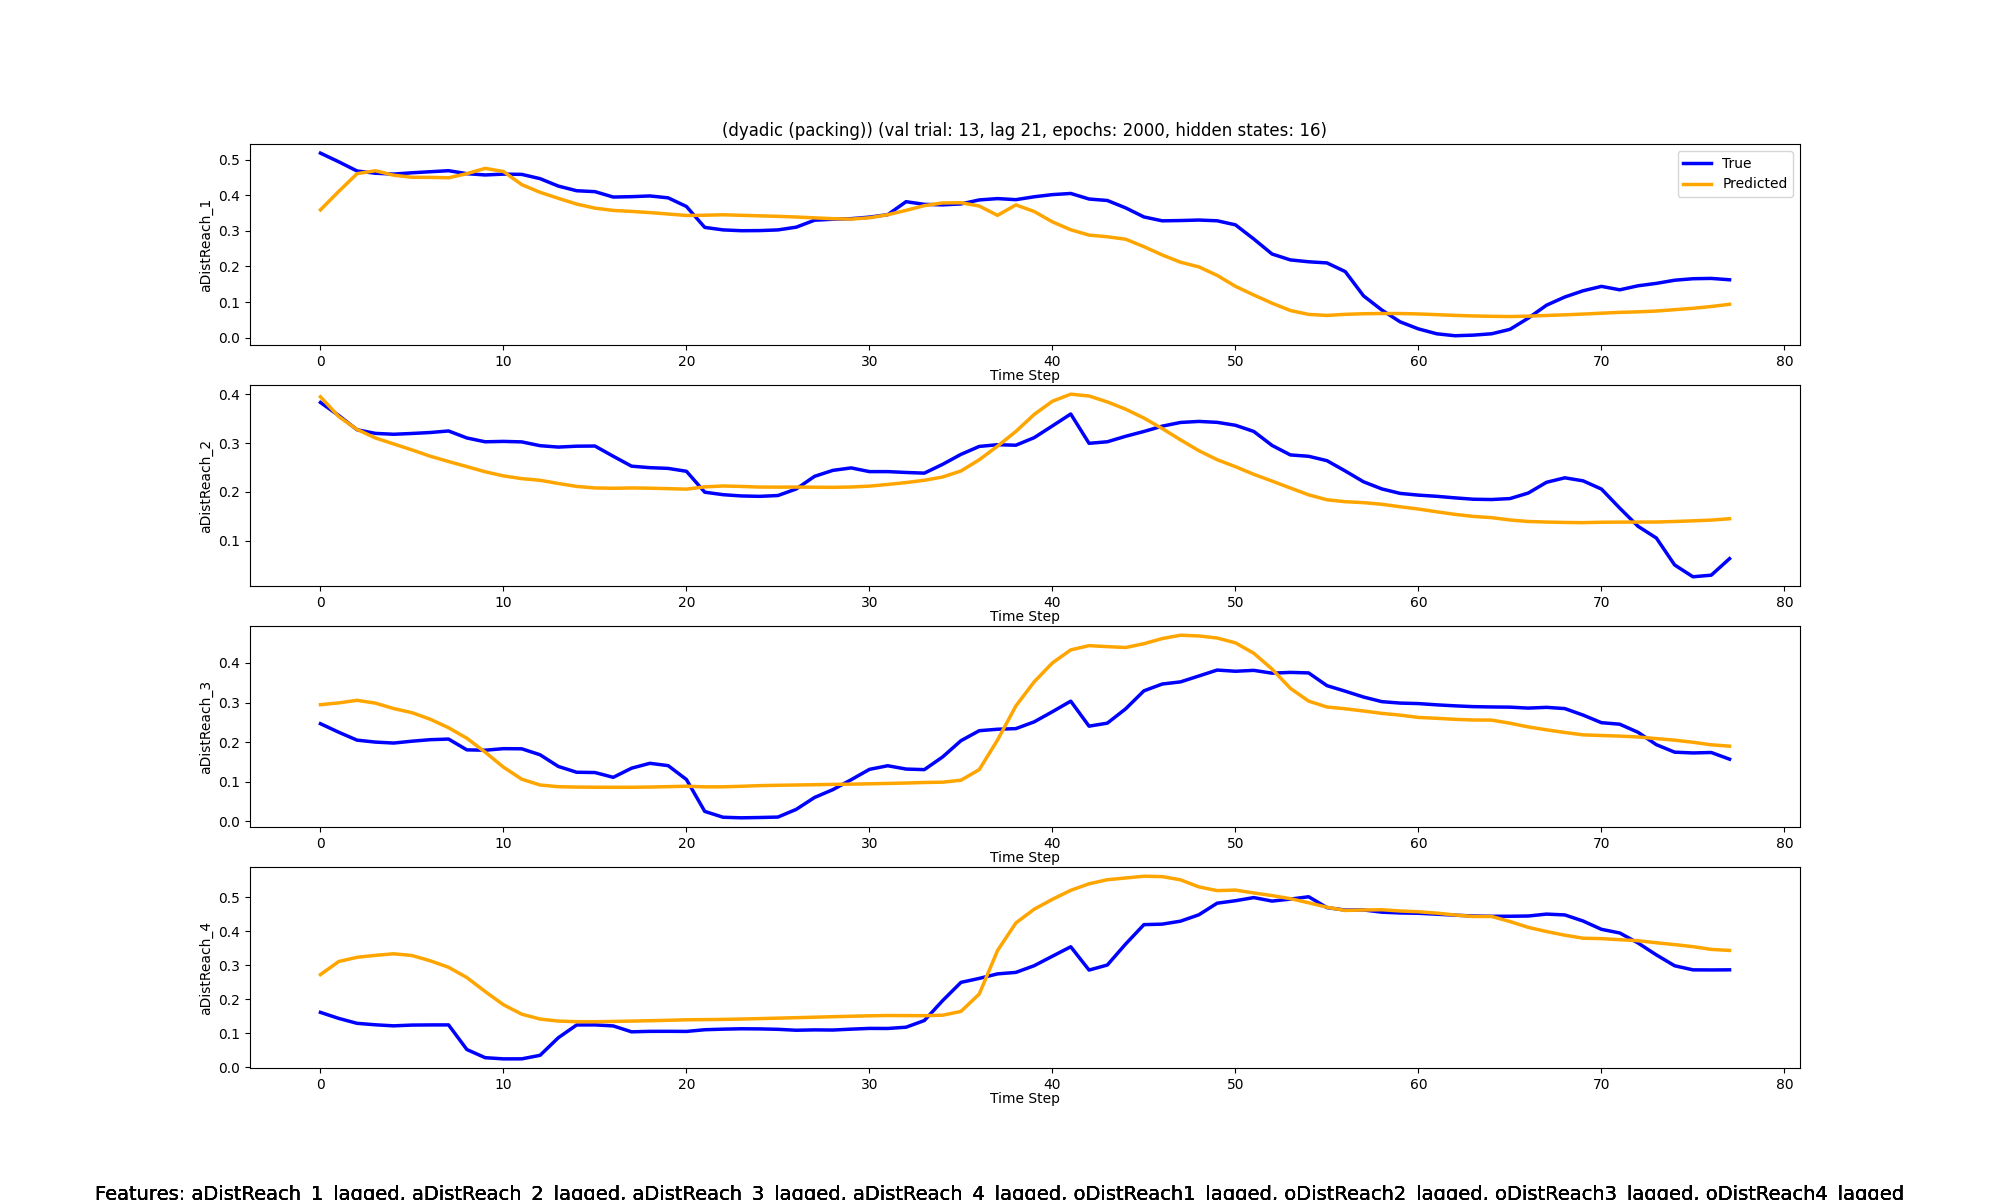 (dyadic (packing)) (val trial: 13, lag 21, epochs: 2000, hidden states: 16)
True
Predicted
aDistReach_1
0.5
0.4
0.3
0.2
0.1
0.0
0 10 20 30 40 50 60 70 80
Time Step
aDistReach_2
0.4
0.3
0.2
0.1
0 10 20 30 40 50 60 70 80
Time Step
aDistReach_3
0.4
0.3
0.2
0.1
0.0
0 10 20 30 40 50 60 70 80
Time Step
aDistReach_4
0.5
0.4
0.3
0.2
0.1
0.0
0 10 20 30 40 50 60 70 80
Time Step
Features: aDistReach_1_lagged, aDistReach_2_lagged, aDistReach_3_lagged, aDistReach_4_lagged, oDistReach1_lagged, oDistReach2_lagged, oDistReach3_lagged, oDistReach4_lagged